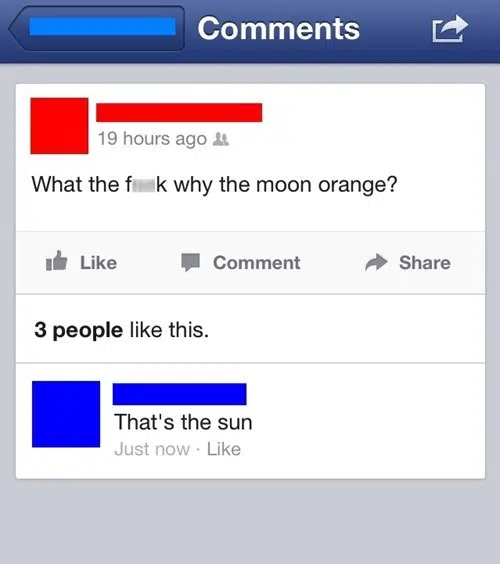 Comments
19 hours ago
What the f k why the moon orange?
Like Comment Share
3 people like this.
That's the sun
Just now · Like